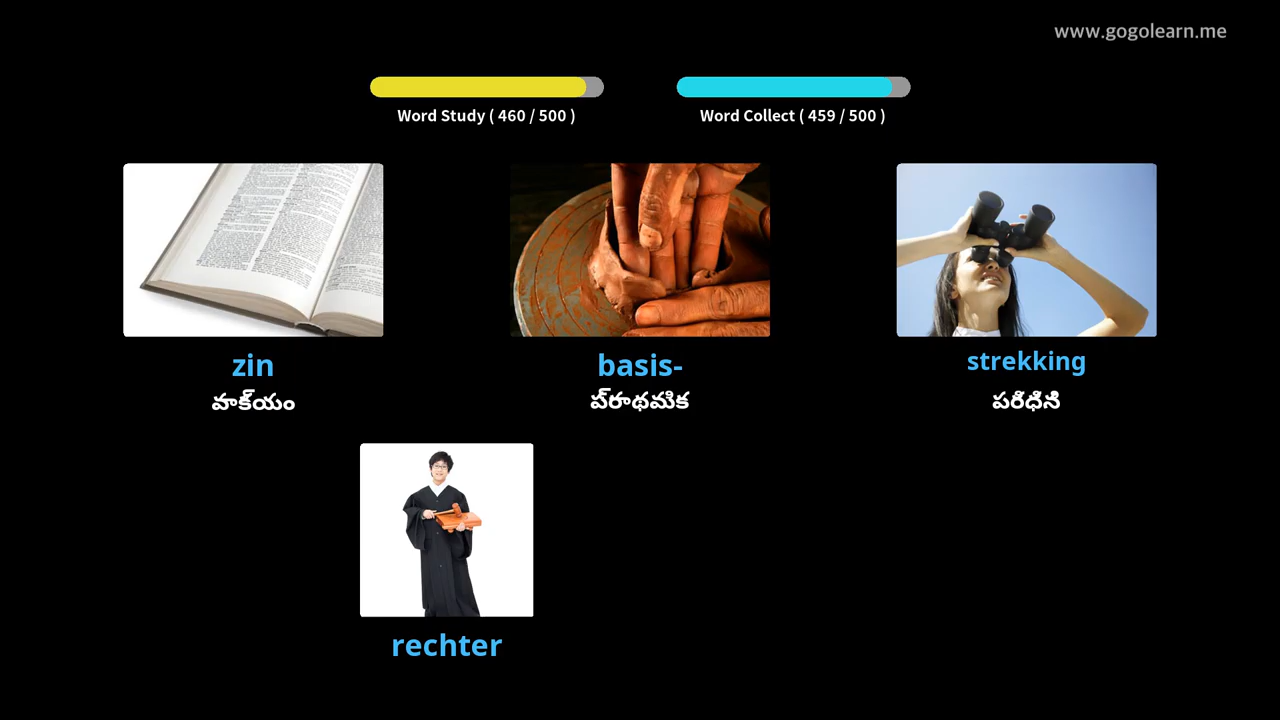 www.gogolearn.me
Word Study ( 460 / 500 )
Word Collect ( 459 / 500 )
zin
basis-
strekking
వాక్యం
ప్రాథమిక
పరిధిని
rechter